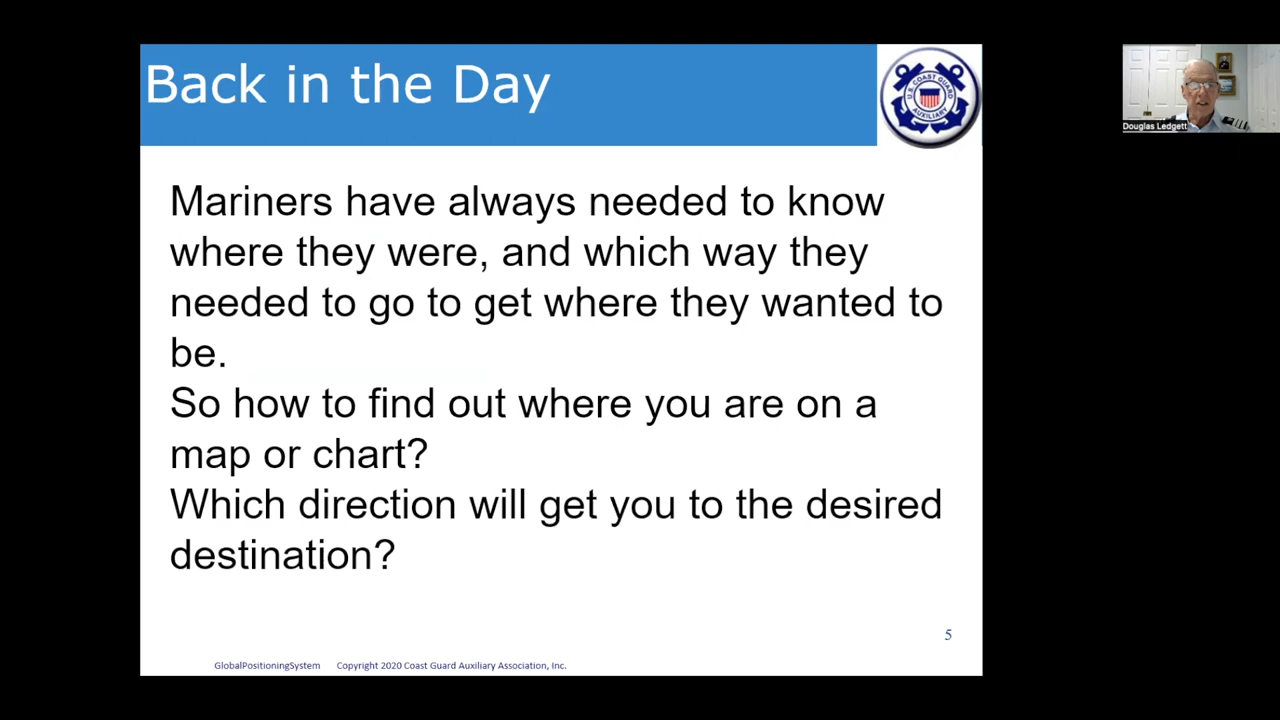 Back in the Day
U.S. COAST GUARD
AUXILIARY
Douglas Ledgett
Mariners have always needed to know
where they were, and which way they
needed to go to get where they wanted to
be.
So how to find out where you are on a
map or chart?
Which direction will get you to the desired
destination?
5
GlobalPositioningSystem Copyright 2020 Coast Guard Auxiliary Association, Inc.